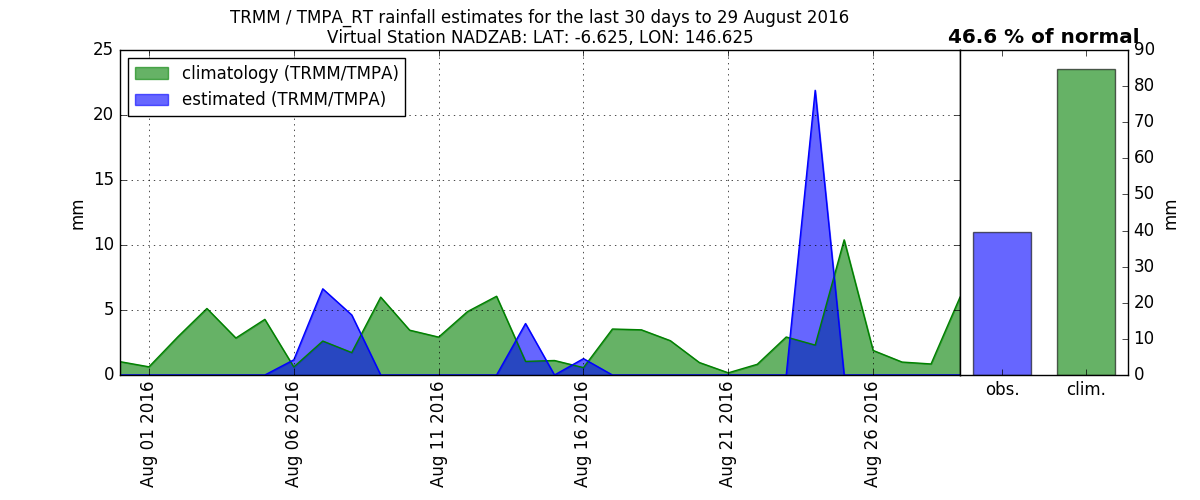 TRMM / TMPA_RT rainfall estimates for the last 30 days to 29 August 2016
Virtual Station NADZAB: LAT: -6.625, LON: 146.625
46.6 % of normal
climatology (TRMM/TMPA)
estimated (TRMM/TMPA)
25
20
15
10
5
0
mm
Aug 01 2016
Aug 06 2016
Aug 11 2016
Aug 16 2016
Aug 21 2016
Aug 26 2016
90
80
70
60
50
40
30
20
10
0
mm
obs.
clim.